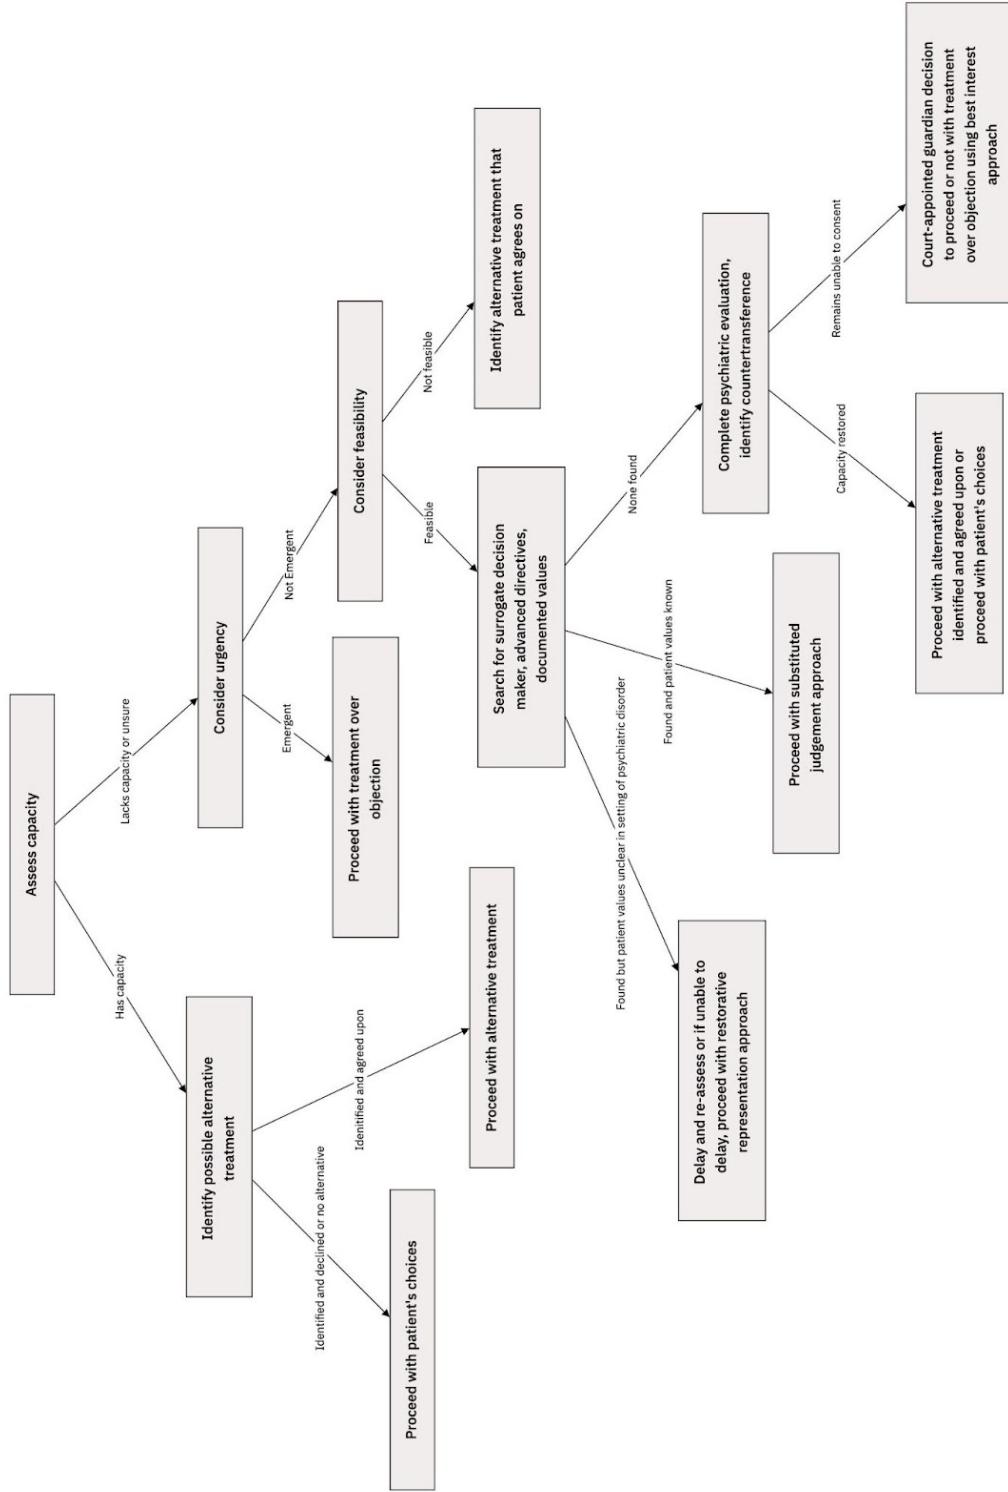 Assess capacity
Has capacity
Lacks capacity or unsure
Identify possible alternative
treatment
Consider urgency
Identified and declined or no alternative
Idenitified and agreed upon
Emergent
Not Emergent
Proceed with patient's choices
Proceed with alternative treatment
Proceed with treatment over
objection
Consider feasibility
Feasible
Not feasible
Search for surrogate decision
maker, advanced directives,
documented values
Identify alternative treatment that
patient agrees on
Found but patient values unclear in setting of psychiatric disorder
Found and patient values known
None found
Delay and re-assess or if unable to
delay, proceed with restorative
representation approach
Proceed with substituted
judgement approach
Complete psychiatric evaluation,
identify countertransference
Capacity restored
Remains unable to consent
Proceed with alternative treatment
identified and agreed upon or
proceed with patient's choices
Court-appointed guardian decision
to proceed or not with treatment
over objection using best interest
approach